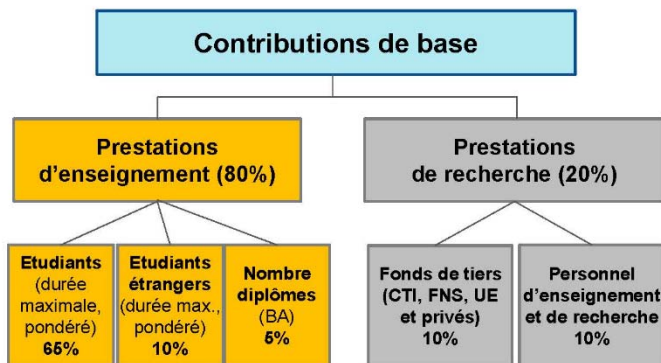 Contributions de base
Prestations
d'enseignement (80%)
Prestations
de recherche (20%)
Etudiants
(durée
maximale,
pondéré)
65%
Etudiants
étrangers
(durée max.,
pondéré)
10%
Nombre
diplômes
(BA)
5%
Fonds de tiers
(CTI, FNS, UE
et privés)
10%
Personnel
d'enseignement
et de recherche
10%